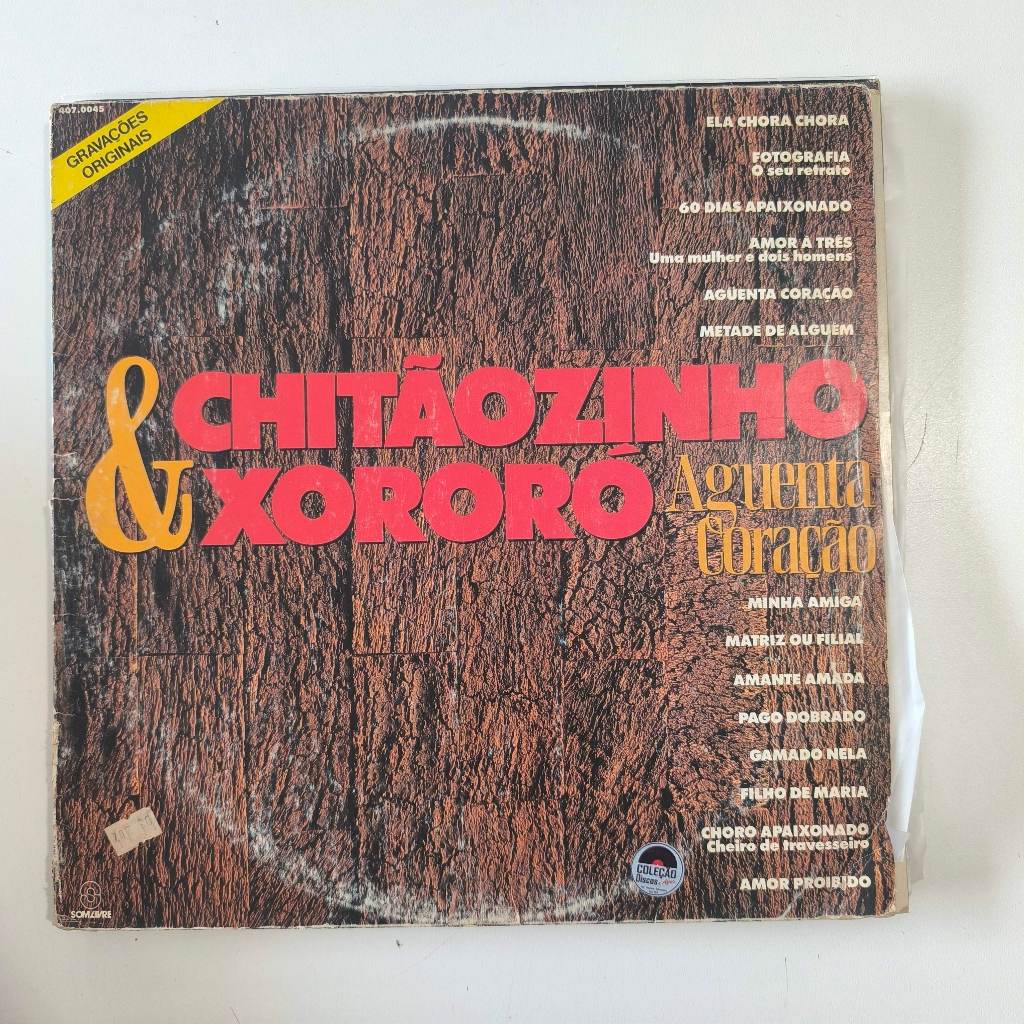 407.0045
GRAVAÇÕES
ORIGINAIS
ELA CHORA CHORA
FOTOGRAFIA
O seu retrato
60 DIAS APAIXONADO
AMOR A TRÊS
Uma mulher e dois homens
AGÜENTA CORAÇÃO
METADE DE ALGUÉM
& CHITÃOZINHO
XORORÓ
Aguenta
Coração
MINHA AMIGA
MATRIZ OU FILIAL
AMANTE AMADA
PAGO DOBRADO
GAMADO NELA
FILHO DE MARIA
CHORO APAIXONADO
Cheiro de travesseiro
AMOR PROIBIDO
COLEÇÃO
Discos
SOM LIVRE